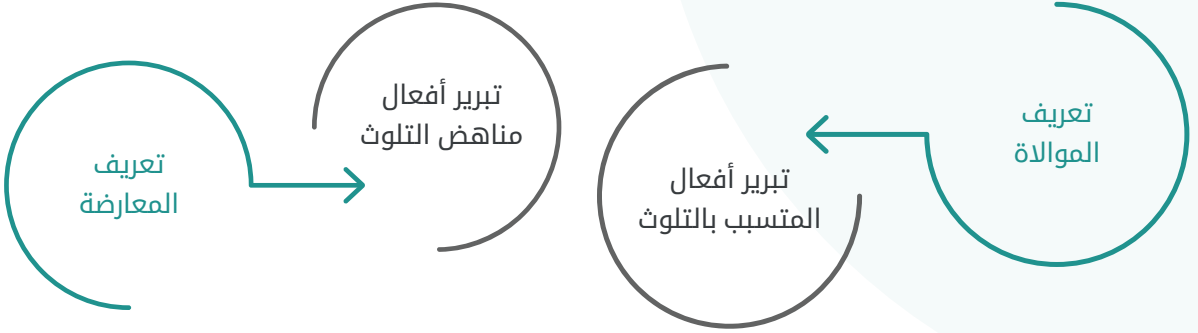 تعريف
الموالاة
تبرير أفعال
المتسبب بالتلوث
تبرير أفعال
مناهض التلوث
تعريف
المعارضة